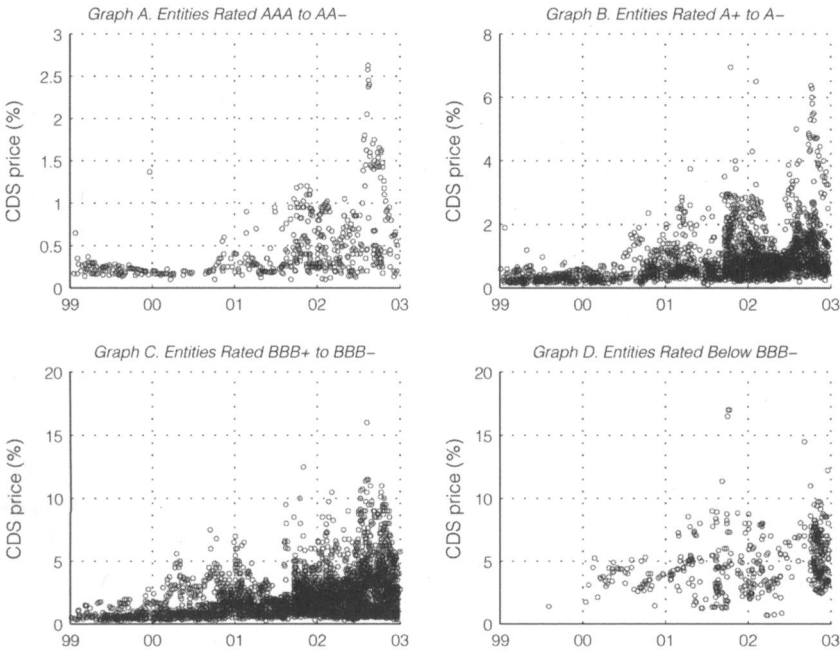 Graph A. Entities Rated AAA to AA−
CDS price (%)
3
2.5
2
1.5
1
0.5
0
99 00 01 02 03
Graph B. Entities Rated A+ to A−
CDS price (%)
8
6
4
2
0
99 00 01 02 03
Graph C. Entities Rated BBB+ to BBB−
CDS price (%)
20
15
10
5
0
99 00 01 02 03
Graph D. Entities Rated Below BBB−
CDS price (%)
20
15
10
5
0
99 00 01 02 03